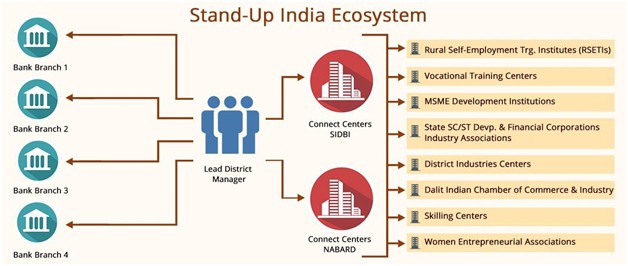 Stand-Up India Ecosystem
Bank Branch 1
Bank Branch 2
Bank Branch 3
Bank Branch 4
Lead District
Manager
Connect Centers
SIDBI
Connect Centers
NABARD
Rural Self-Employment Trg. Institutes (RSETIs)
Vocational Training Centers
MSME Development Institutions
State SC/ST Devp. & Financial Corporations
Industry Associations
District Industries Centers
Dalit Indian Chamber of Commerce & Industry
Skilling Centers
Women Entrepreneurial Associations